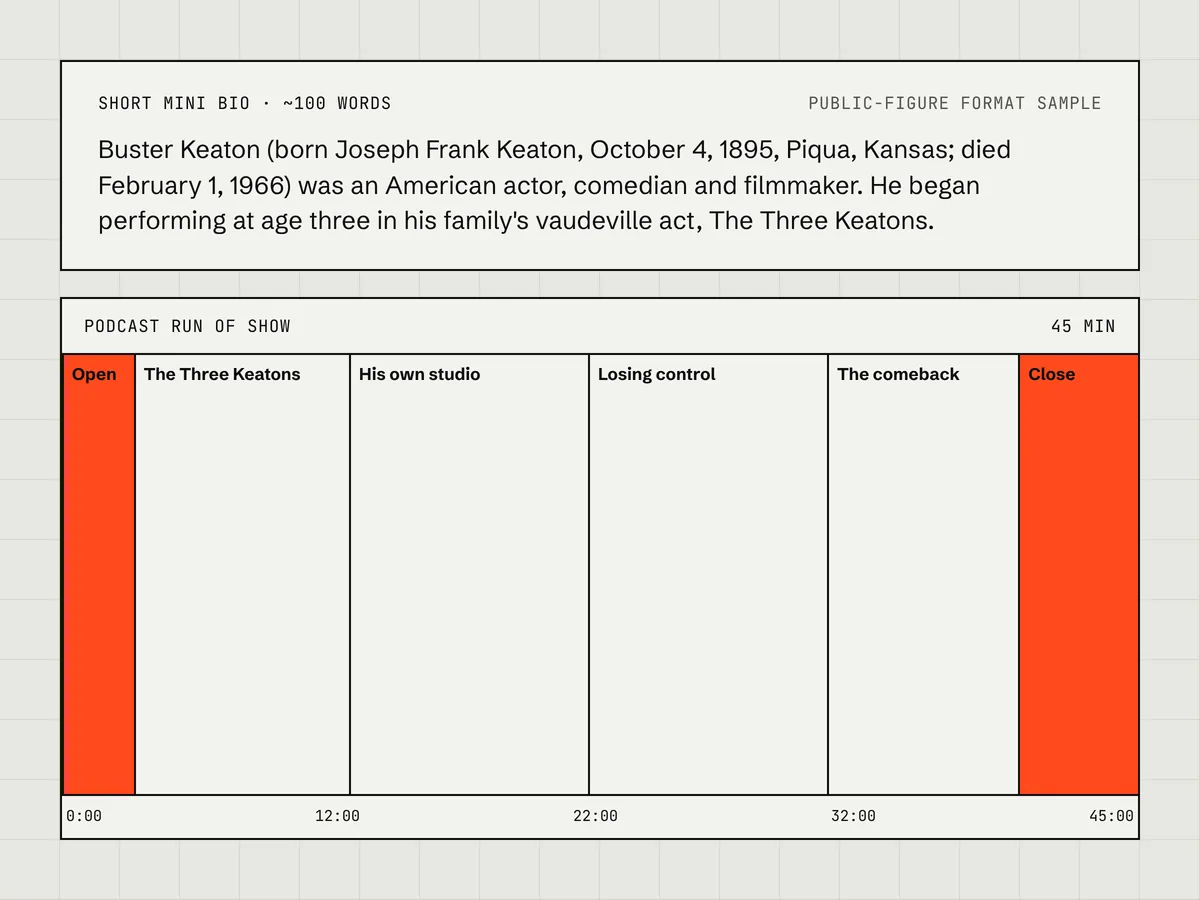 SHORT MINI BIO · ~100 WORDS
PUBLIC-FIGURE FORMAT SAMPLE
Buster Keaton (born Joseph Frank Keaton, October 4, 1895, Piqua, Kansas; died
February 1, 1966) was an American actor, comedian and filmmaker. He began
performing at age three in his family's vaudeville act, The Three Keatons.
PODCAST RUN OF SHOW
45 MIN
Open
The Three Keatons
His own studio
Losing control
The comeback
Close
0:00
12:00
22:00
32:00
45:00